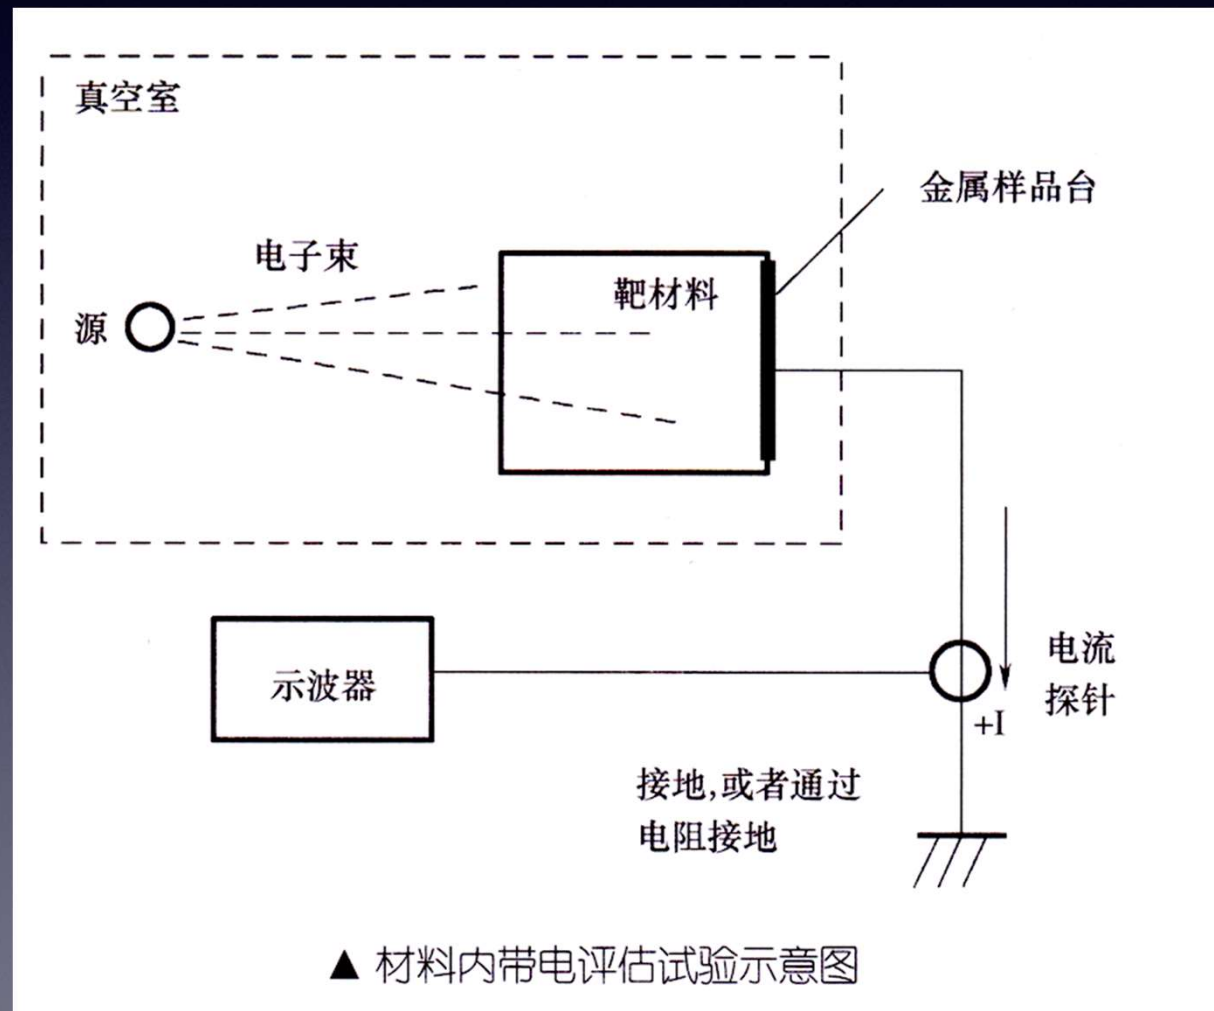 真空室
金属样品台
电子束
靶材料
源
电流
探针
示波器
+I
接地,或者通过
电阻接地
▲ 材料内带电评估试验示意图